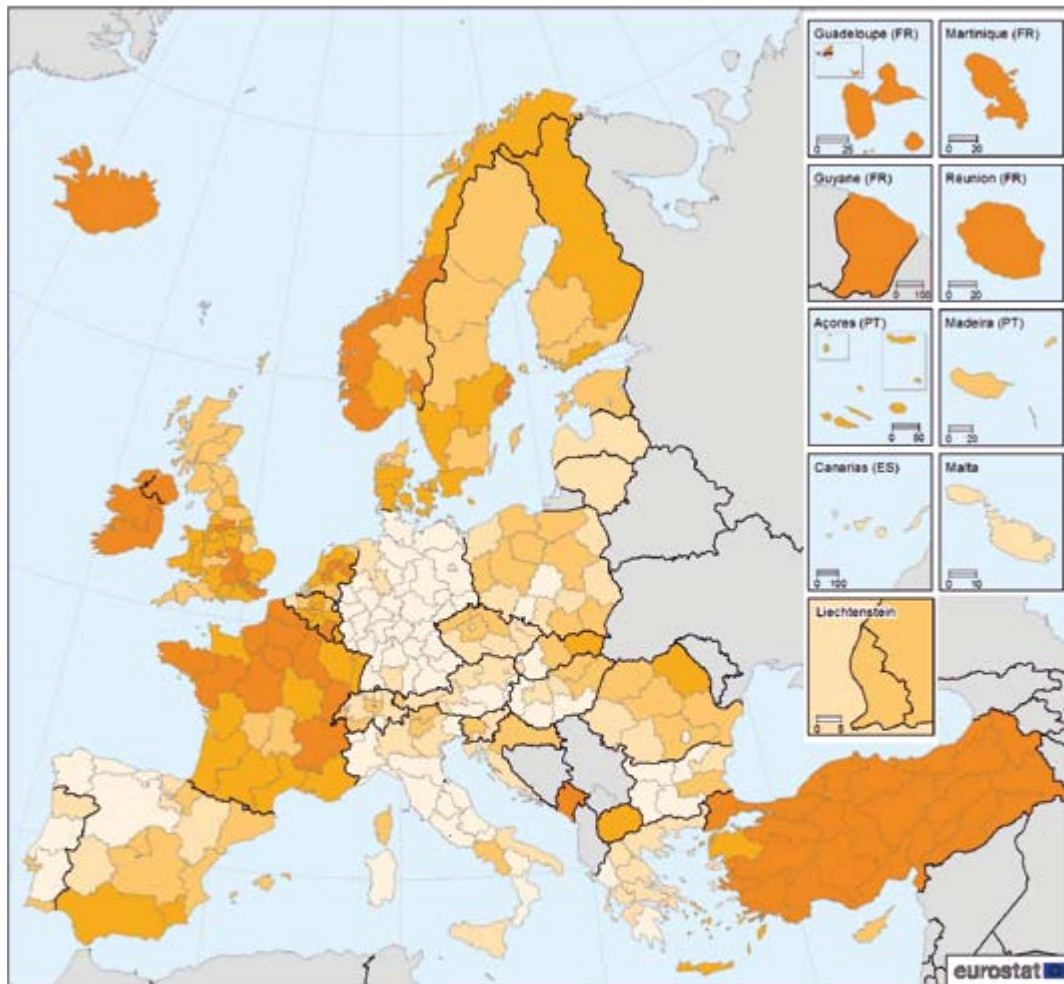 Guadeloupe (FR)
Martinique (FR)
0 25
0 20
Guyane (FR)
Réunion (FR)
0 100
0 20
Açores (PT)
Madeira (PT)
0 50
0 20
Canarias (ES)
Malta
0 100
0 10
Liechtenstein
0 5
eurostat